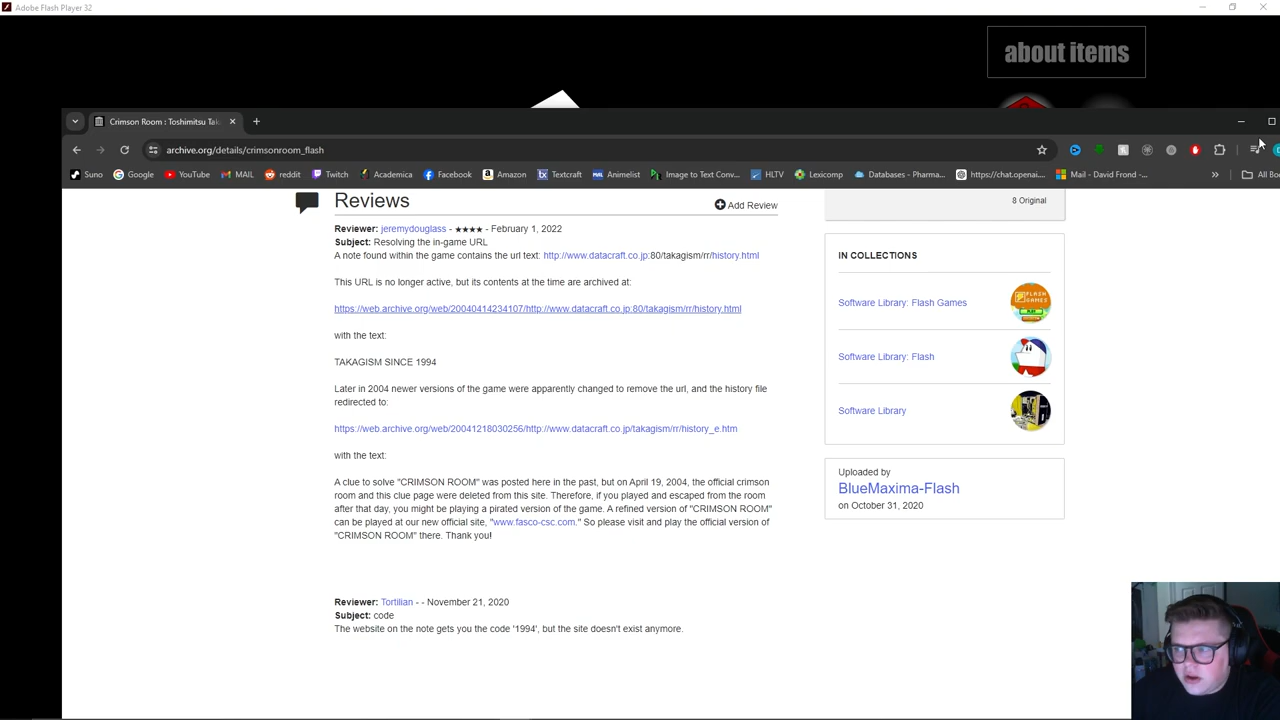 Adobe Flash Player 32
about items
Crimson Room : Toshimitsu Tak
archive.org/details/crimsonroom_flash
Suno Google YouTube MAIL reddit Twitch Academica Facebook Amazon Textcraft Animelist Image to Text Conv... HLTV Lexicomp Databases - Pharma... https://chat.openai.... Mail - David Frond -... » All Boo
Reviews
Add Review
8 Original
Reviewer: jeremydouglass - ★★★★ - February 1, 2022
Subject: Resolving the in-game URL
A note found within the game contains the url text: http://www.datacraft.co.jp:80/takagism/rr/history.html
This URL is no longer active, but its contents at the time are archived at:
https://web.archive.org/web/20040414234107/http://www.datacraft.co.jp:80/takagism/rr/history.html
with the text:
TAKAGISM SINCE 1994
Later in 2004 newer versions of the game were apparently changed to remove the url, and the history file
redirected to:
https://web.archive.org/web/20041218030256/http://www.datacraft.co.jp/takagism/rr/history_e.htm
with the text:
A clue to solve "CRIMSON ROOM" was posted here in the past, but on April 19, 2004, the official crimson
room and this clue page were deleted from this site. Therefore, if you played and escaped from the room
after that day, you might be playing a pirated version of the game. A refined version of "CRIMSON ROOM"
can be played at our new official site, "www.fasco-csc.com." So please visit and play the official version of
"CRIMSON ROOM" there. Thank you!
Reviewer: Tortilian - - November 21, 2020
Subject: code
The website on the note gets you the code '1994', but the site doesn't exist anymore.
IN COLLECTIONS
Software Library: Flash Games
Software Library: Flash
Software Library
Uploaded by
BlueMaxima-Flash
on October 31, 2020